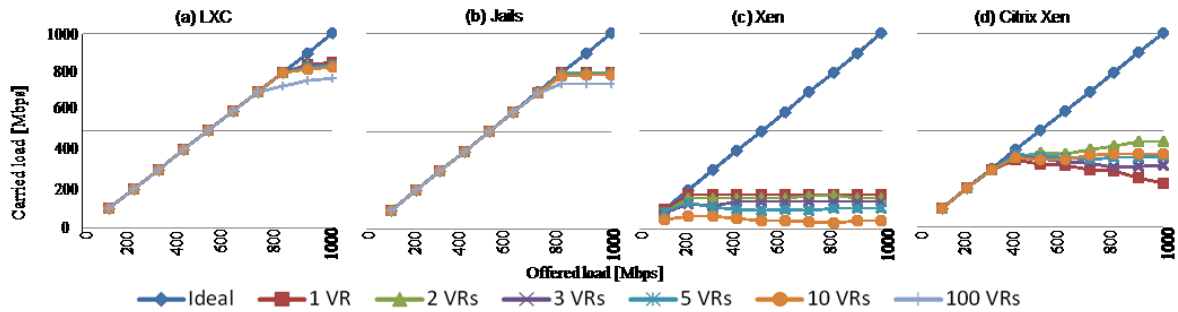 (a) LXC
(b) Jails
(c) Xen
(d) Citrix Xen
Carried load [Mbps]
1000
800
600
400
200
0
0 200 400 600 800 1000
0 200 400 600 800 1000
0 200 400 600 800 1000
0 200 400 600 800 1000
Offered load [Mbps]
Ideal 1 VR 2 VRs 3 VRs 5 VRs 10 VRs 100 VRs